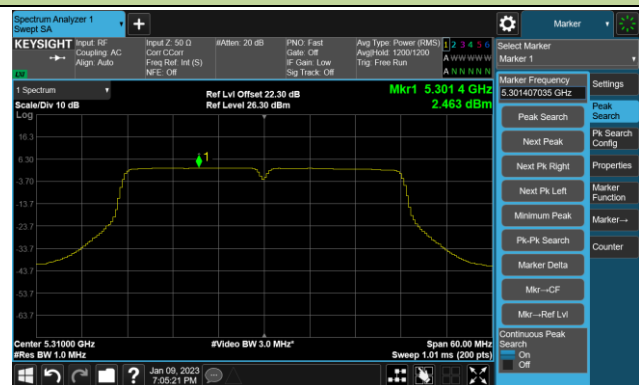 Spectrum Analyzer 1
Swept SA
Marker
KEYSIGHT
Input: RF
Coupling: AC
Align: Auto
Input Z: 50 Ω
Corr CCorr
Freq Ref: Int (S)
NFE: Off
#Atten: 20 dB
PNO: Fast
Gate: Off
IF Gain: Low
Sig Track: Off
Avg Type: Power (RMS)
Avg|Hold: 1200/1200
Trig: Free Run
1 2 3 4 5 6
A W W W W W
A N N N N N
Select Marker
Marker 1
1 Spectrum
Scale/Div 10 dB
Log
Ref Lvl Offset 22.30 dB
Ref Level 26.30 dBm
Mkr1 5.301 4 GHz
2.463 dBm
16.3
6.30
-3.70
-13.7
-23.7
-33.7
-43.7
-53.7
-63.7
1
Center 5.31000 GHz
#Res BW 1.0 MHz
#Video BW 3.0 MHz*
Span 60.00 MHz
Sweep 1.01 ms (200 pts)
Marker Frequency
5.301407035 GHz
Peak Search
Next Peak
Next Pk Right
Next Pk Left
Minimum Peak
Pk-Pk Search
Marker Delta
Mkr→CF
Mkr→Ref Lvl
Continuous Peak
Search
On
Off
Settings
Peak
Search
Pk Search
Config
Properties
Marker
Function
Marker→
Counter
Jan 09, 2023
7:05:21 PM